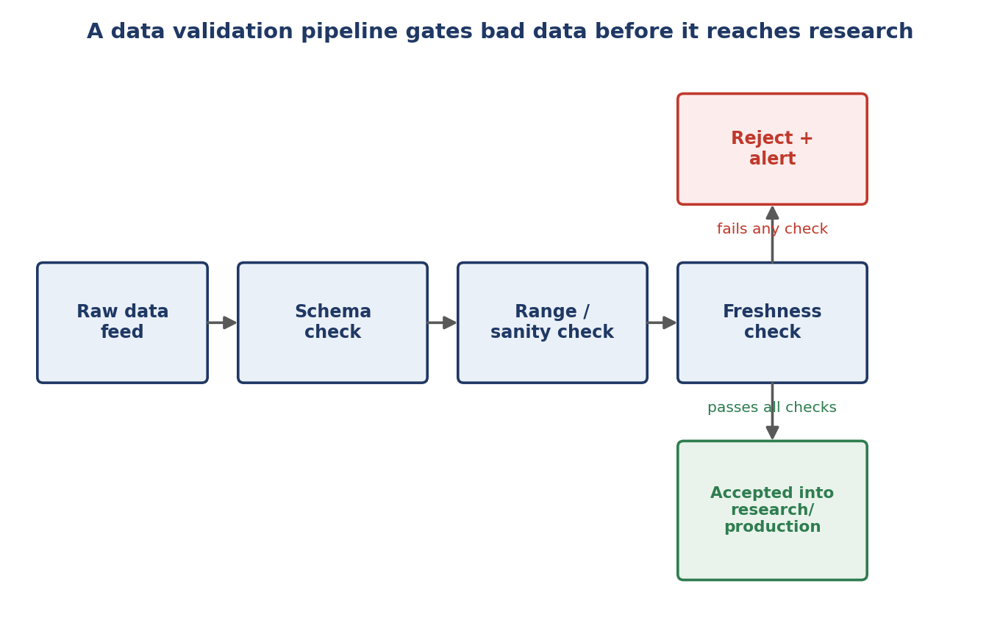 A data validation pipeline gates bad data before it reaches research
Reject +
alert
fails any check
Raw data
feed
Schema
check
Range /
sanity check
Freshness
check
passes all checks
Accepted into
research/
production